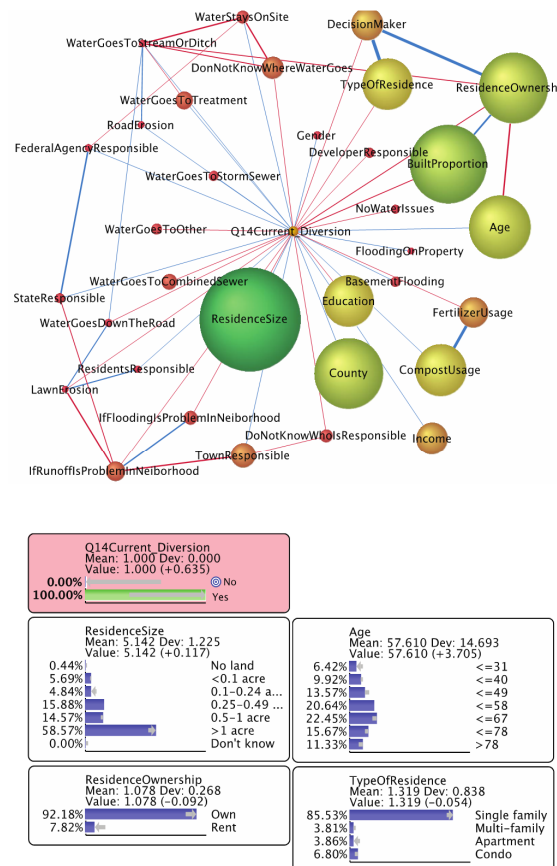 WaterStaysOnSite
DecisionMaker
WaterGoesToStreamOrDitch
DonNotKnowWhereWaterGoes
TypeOfResidence
ResidenceOwnersh
WaterGoesToTreatment
RoadErosion
Gender
FederalAgencyResponsible
DeveloperResponsible
BuiltProportion
WaterGoesToStormSewer
NoWaterIssues
WaterGoesToOther
Q14Current_Diversion
Age
FloodingOnProperty
WaterGoesToCombinedSewer
BasementFlooding
StateResponsible
Education
FertilizerUsage
WaterGoesDownTheRoad
ResidenceSize
ResidentsResponsible
County
CompostUsage
LawnErosion
IfFloodingIsProblemInNeiborhood
DoNotKnowWhoIsResponsible
Income
TownResponsible
IfRunoffIsProblemInNeiborhood
Q14Current_Diversion
Mean: 1.000 Dev: 0.000
Value: 1.000 (+0.635)
0.00% No
100.00% Yes
ResidenceSize
Mean: 5.142 Dev: 1.225
Value: 5.142 (+0.117)
0.44% No land
5.69% <0.1 acre
4.84% 0.1-0.24 a...
15.88% 0.25-0.49 ...
14.57% 0.5-1 acre
58.57% >1 acre
0.00% Don't know
Age
Mean: 57.610 Dev: 14.693
Value: 57.610 (+3.705)
6.42% <=31
9.92% <=40
13.57% <=49
20.64% <=58
22.45% <=67
15.67% <=78
11.33% >78
ResidenceOwnership
Mean: 1.078 Dev: 0.268
Value: 1.078 (-0.092)
92.18% Own
7.82% Rent
TypeOfResidence
Mean: 1.319 Dev: 0.838
Value: 1.319 (-0.054)
85.53% Single family
3.81% Multi-family
3.86% Apartment
6.80% Condo